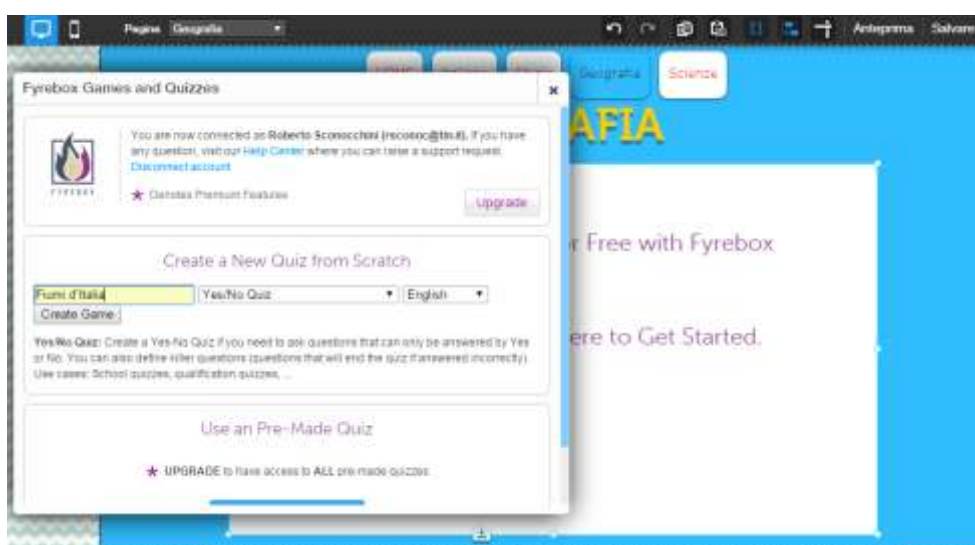 Pagina Geografia Anteprima Salvare
HOME Geografia Scienze
Fyrebox Games and Quizzes
AFIA
You are now connected as Roberto Sconocchini (rsconoc@tin.it). If you have
any question, visit our Help Center where you can raise a support request.
Disconnect account
FYREBOX
★ Denotes Premium Features
Upgrade
r Free with Fyrebox
Create a New Quiz from Scratch
Fiumi d'Italia Yes/No Quiz English
Create Game
ere to Get Started.
Yes/No Quiz: Create a Yes-No Quiz if you need to ask questions that can only be answered by Yes
or No. You can also define killer questions (questions that will end the quiz if answered incorrectly).
Use cases: School quizzes, qualification quizzes, ...
Use an Pre-Made Quiz
★ UPGRADE to have access to ALL pre-made quizzes